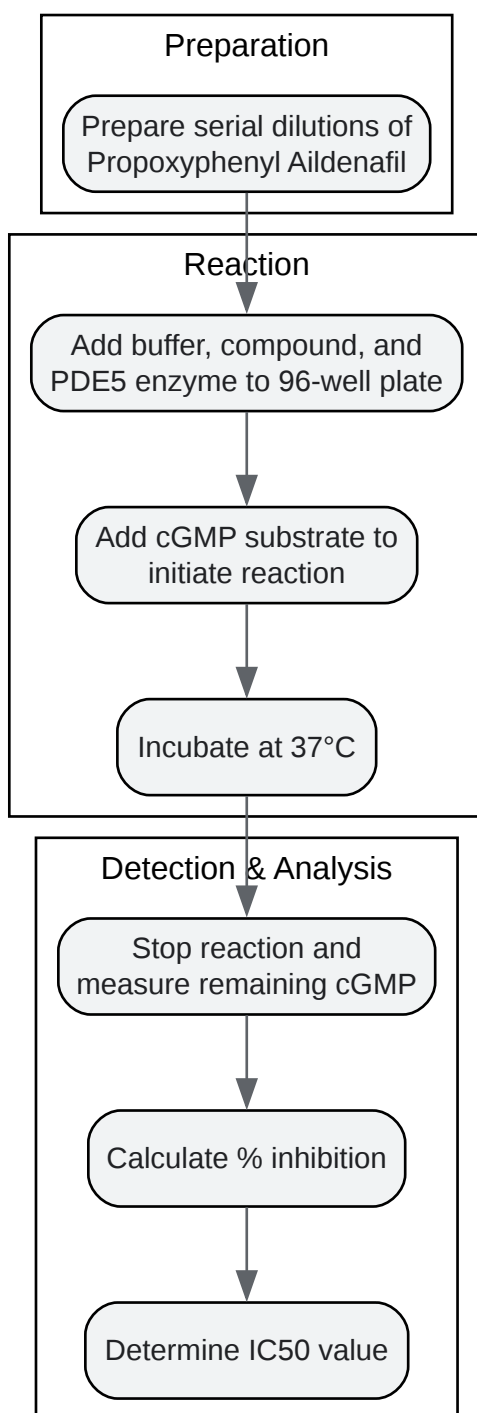 Preparation
Prepare serial dilutions of
Propoxyphenyl Aildenafil
Reaction
Add buffer, compound, and
PDE5 enzyme to 96-well plate
Add cGMP substrate to
initiate reaction
Incubate at 37°C
Detection & Analysis
Stop reaction and
measure remaining cGMP
Calculate % inhibition
Determine IC50 value